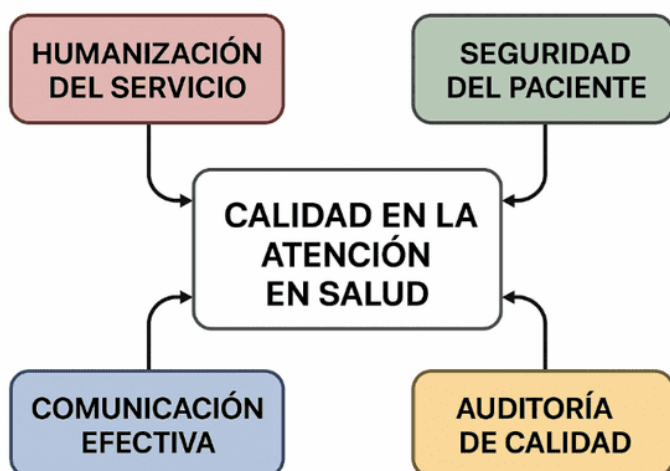 HUMANIZACIÓN
DEL SERVICIO
SEGURIDAD
DEL PACIENTE
CALIDAD EN LA
ATENCIÓN
EN SALUD
COMUNICACIÓN
EFECTIVA
AUDITORÍA
DE CALIDAD